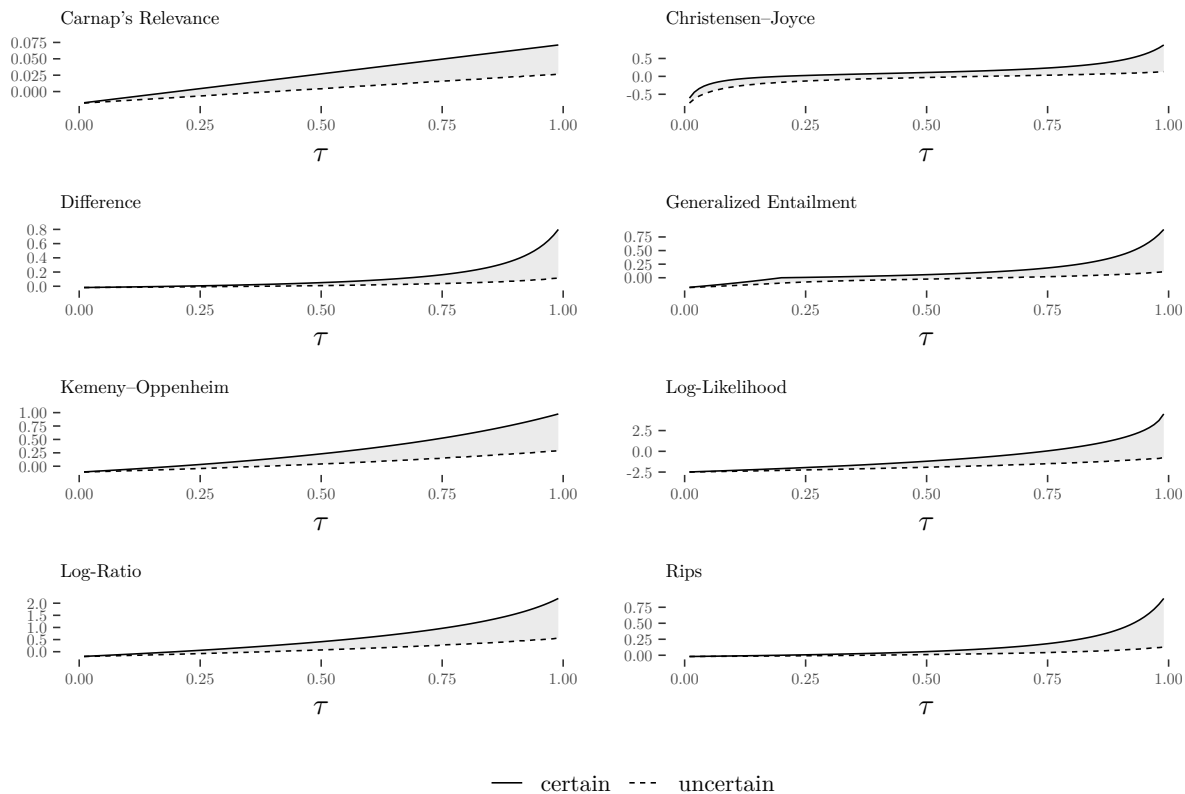 Carnap's Relevance
0.075
0.050
0.025
0.000
0.00 0.25 0.50 0.75 1.00
τ
Christensen–Joyce
0.5
0.0
-0.5
0.00 0.25 0.50 0.75 1.00
τ
Difference
0.8
0.6
0.4
0.2
0.0
0.00 0.25 0.50 0.75 1.00
τ
Generalized Entailment
0.75
0.50
0.25
0.00
0.00 0.25 0.50 0.75 1.00
τ
Kemeny–Oppenheim
1.00
0.75
0.50
0.25
0.00
0.00 0.25 0.50 0.75 1.00
τ
Log-Likelihood
2.5
0.0
-2.5
0.00 0.25 0.50 0.75 1.00
τ
Log-Ratio
2.0
1.5
1.0
0.5
0.0
0.00 0.25 0.50 0.75 1.00
τ
Rips
0.75
0.50
0.25
0.00
0.00 0.25 0.50 0.75 1.00
τ
certain uncertain